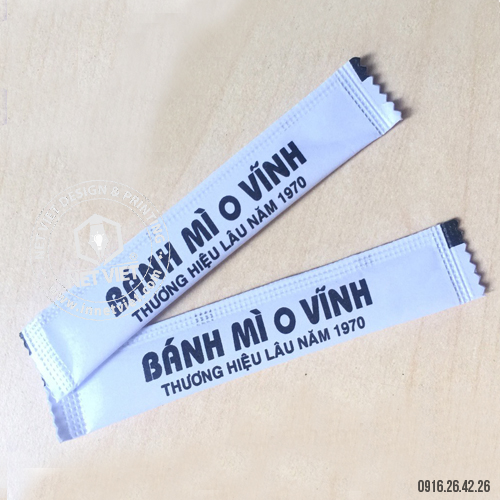 BÁNH MÌ O VĨNH
THƯƠNG HIỆU LÂU NĂM 1970
BÁNH MÌ O VĨNH
THƯƠNG HIỆU LÂU NĂM 1970
0916.26.42.26